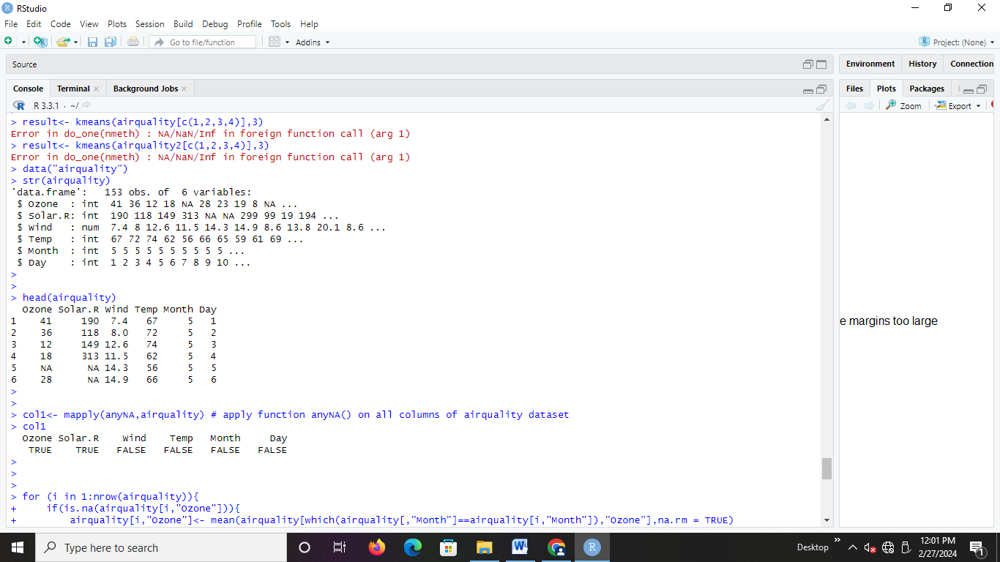 RStudio
File Edit Code View Plots Session Build Debug Profile Tools Help
Go to file/function Addins Project: (None)
Source
Environment History Connection
Console Terminal Background Jobs
Files Plots Packages
R 3.3.1 · ~/
Zoom Export
> result<- kmeans(airquality[c(1,2,3,4)],3)
Error in do_one(nmeth) : NA/NaN/Inf in foreign function call (arg 1)
> result<- kmeans(airquality2[c(1,2,3,4)],3)
Error in do_one(nmeth) : NA/NaN/Inf in foreign function call (arg 1)
> data("airquality")
> str(airquality)
'data.frame':   153 obs. of  6 variables:
 $ Ozone  : int  41 36 12 18 NA 28 23 19 8 NA ...
 $ Solar.R: int  190 118 149 313 NA NA 299 99 19 194 ...
 $ Wind   : num  7.4 8 12.6 11.5 14.3 14.9 8.6 13.8 20.1 8.6 ...
 $ Temp   : int  67 72 74 62 56 66 65 59 61 69 ...
 $ Month  : int  5 5 5 5 5 5 5 5 5 5 ...
 $ Day    : int  1 2 3 4 5 6 7 8 9 10 ...
>
>
> head(airquality)
  Ozone Solar.R Wind Temp Month Day
1    41     190  7.4   67     5   1
2    36     118  8.0   72     5   2
3    12     149 12.6   74     5   3
4    18     313 11.5   62     5   4
5    NA      NA 14.3   56     5   5
6    28      NA 14.9   66     5   6
>
>
> col1<- mapply(anyNA,airquality) # apply function anyNA() on all columns of airquality dataset
> col1
  Ozone Solar.R    Wind    Temp   Month     Day
   TRUE    TRUE   FALSE   FALSE   FALSE   FALSE
>
>
>
> for (i in 1:nrow(airquality)){
+     if(is.na(airquality[i,"Ozone"])){
+         airquality[i,"Ozone"]<- mean(airquality[which(airquality[,"Month"]==airquality[i,"Month"]),"Ozone"],na.rm = TRUE)
e margins too large
Type here to search
Desktop
12:01 PM
2/27/2024
1